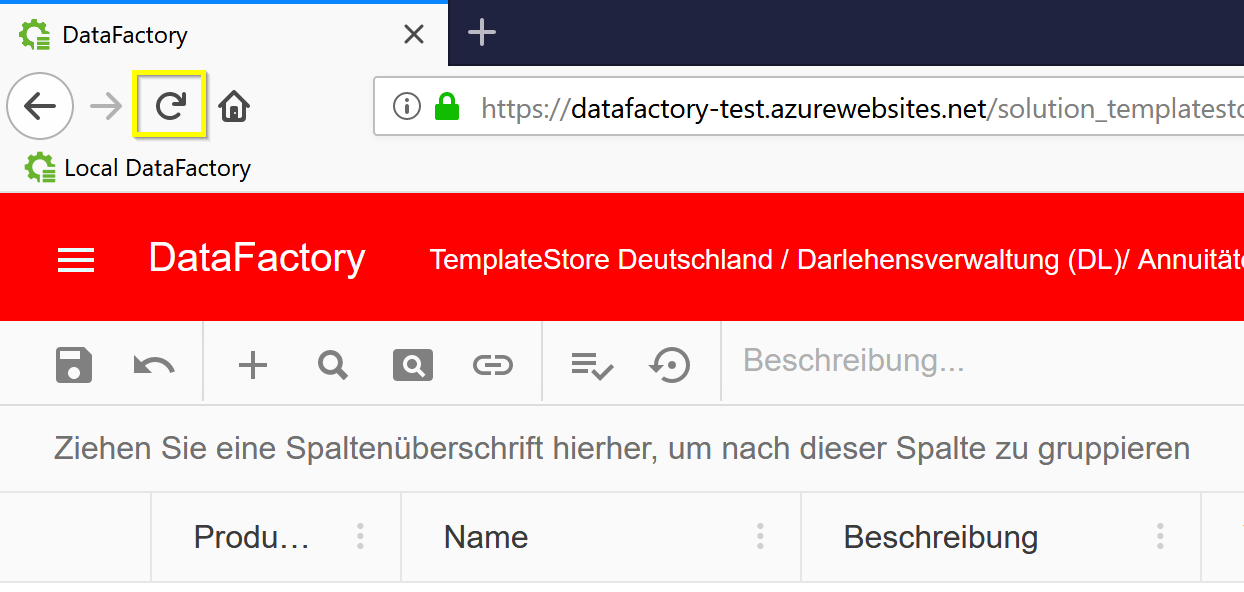 DataFactory
https://datafactory-test.azurewebsites.net/solution_templatesto
Local DataFactory
DataFactory TemplateStore Deutschland / Darlehensverwaltung (DL)/ Annuität
Beschreibung...
Ziehen Sie eine Spaltenüberschrift hierher, um nach dieser Spalte zu gruppieren
Produ... Name Beschreibung